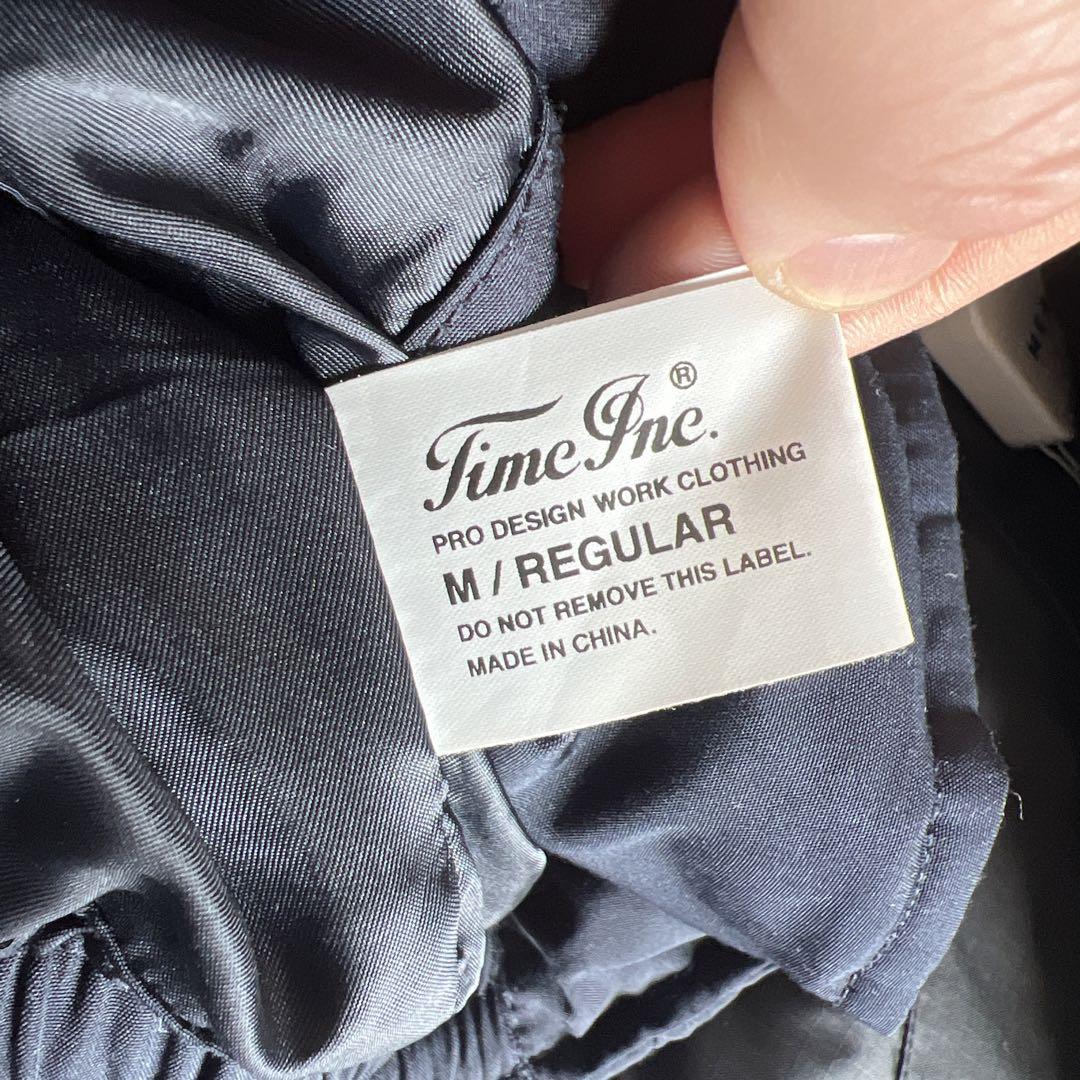 Time Inc.®
PRO DESIGN WORK CLOTHING
M / REGULAR
DO NOT REMOVE THIS LABEL.
MADE IN CHINA.